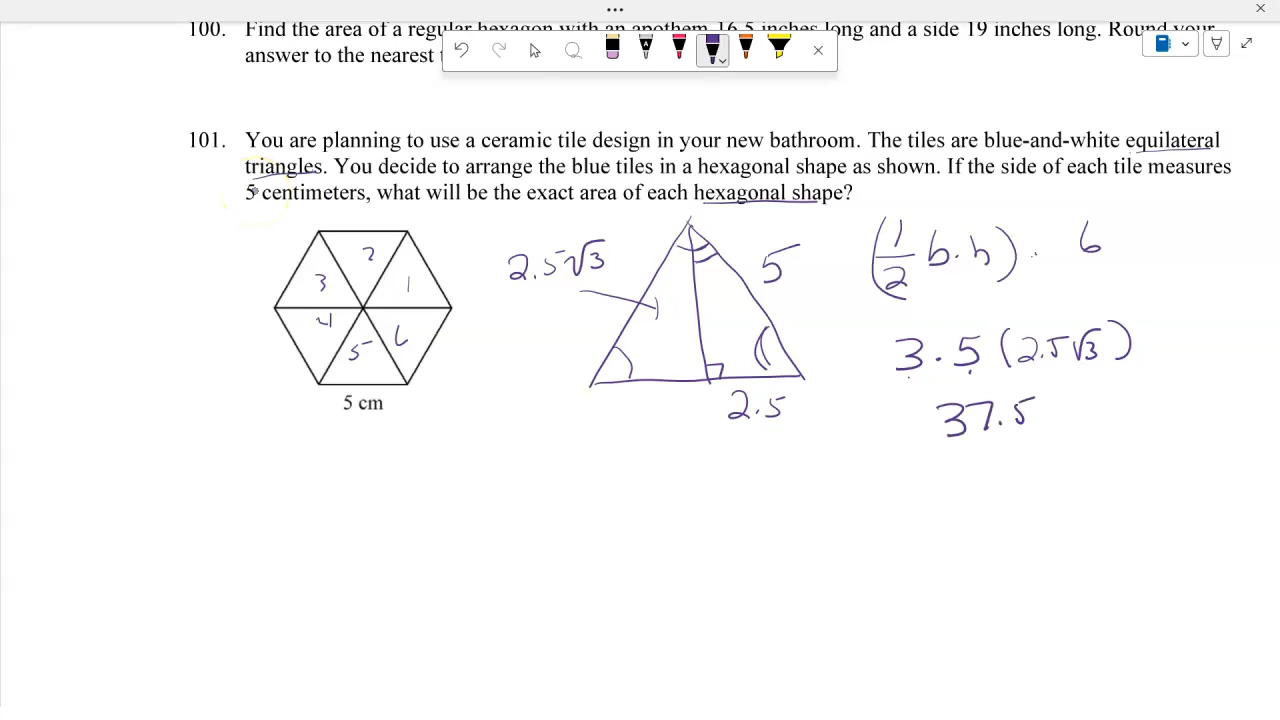 100. Find the area of a regular hexagon with an apothem 16.5 inches long and a side 19 inches long. Round your
answer to the nearest
101. You are planning to use a ceramic tile design in your new bathroom. The tiles are blue-and-white equilateral
triangles. You decide to arrange the blue tiles in a hexagonal shape as shown. If the side of each tile measures
5 centimeters, what will be the exact area of each hexagonal shape?
2
3
1
4
5
6
5 cm
2.5√3
5
2.5
(1/2 b.h). 6
3.5(2.5√3)
37.5